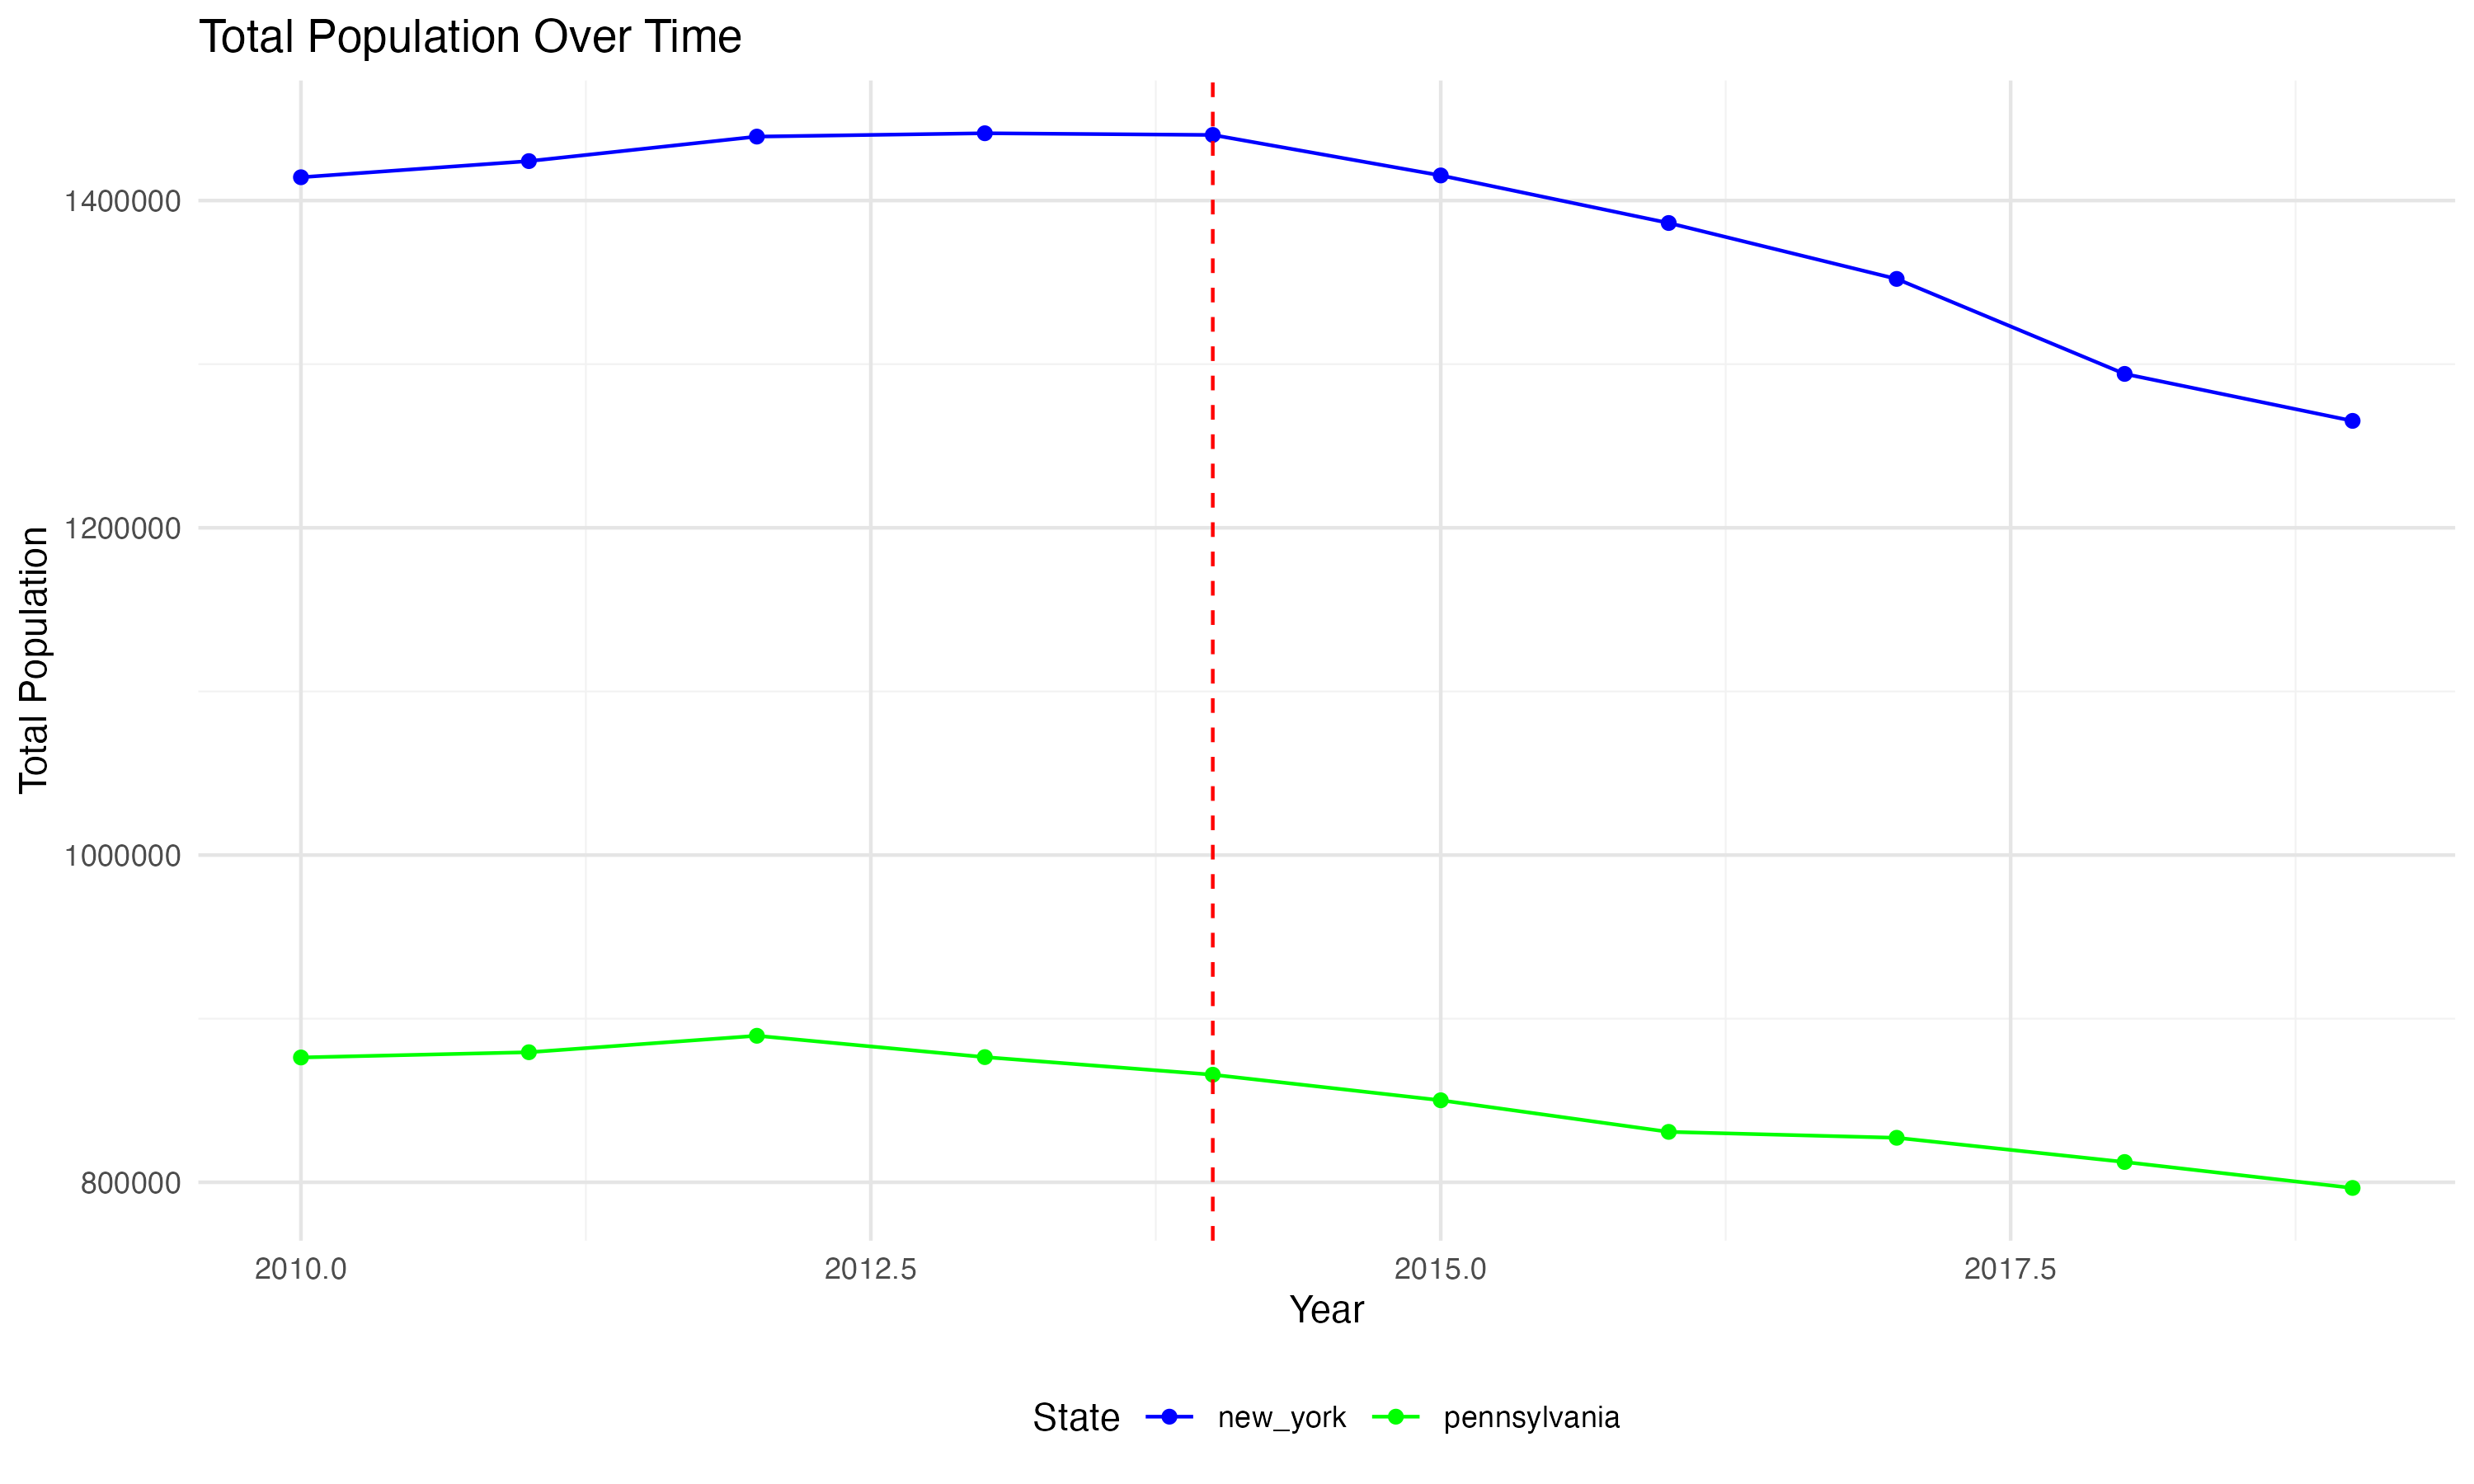 Total Population Over Time
Total Population
1400000
1200000
1000000
800000
2010.0
2012.5
2015.0
2017.5
Year
State
new_york
pennsylvania